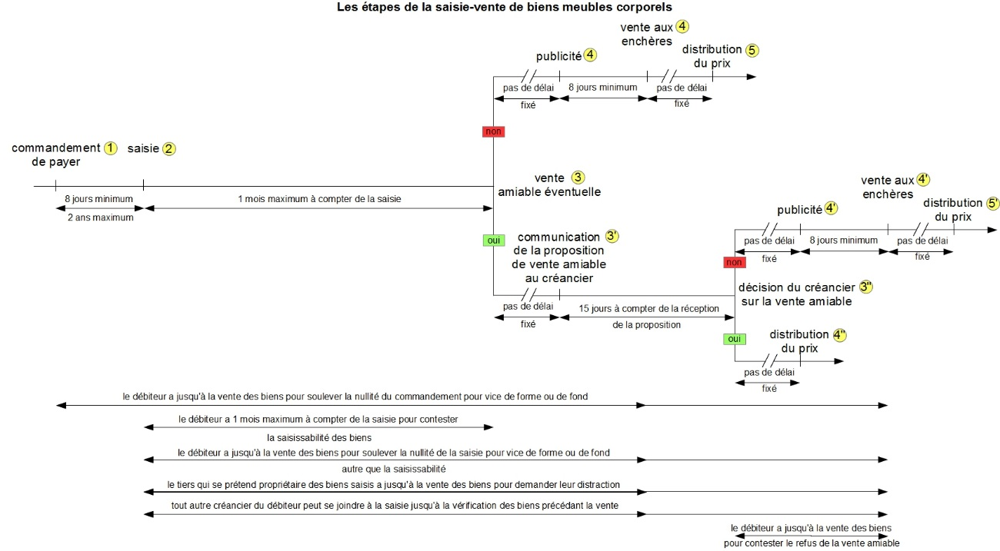 Les étapes de la saisie-vente de biens meubles corporels
vente aux 4
enchères
publicité 4
distribution 5
du prix
pas de délai
fixé
8 jours minimum
pas de délai
fixé
non
commandement 1
de payer
saisie 2
8 jours minimum
2 ans maximum
1 mois maximum à compter de la saisie
vente 3
amiable éventuelle
oui
communication 3'
de la proposition
de vente amiable
au créancier
pas de délai
fixé
15 jours à compter de la réception
de la proposition
vente aux 4'
enchères
publicité 4'
distribution 5'
du prix
pas de délai
fixé
8 jours minimum
pas de délai
fixé
non
décision du créancier 3"
sur la vente amiable
oui
distribution 4"
du prix
pas de délai
fixé
le débiteur a jusqu'à la vente des biens pour soulever la nullité du commandement pour vice de forme ou de fond
le débiteur a 1 mois maximum à compter de la saisie pour contester
la saisissabilité des biens
le débiteur a jusqu'à la vente des biens pour soulever la nullité de la saisie pour vice de forme ou de fond
autre que la saisissabilité
le tiers qui se prétend propriétaire des biens saisis a jusqu'à la vente des biens pour demander leur distraction
tout autre créancier du débiteur peut se joindre à la saisie jusqu'à la vérification des biens précédant la vente
le débiteur a jusqu'à la vente des biens
pour contester le refus de la vente amiable